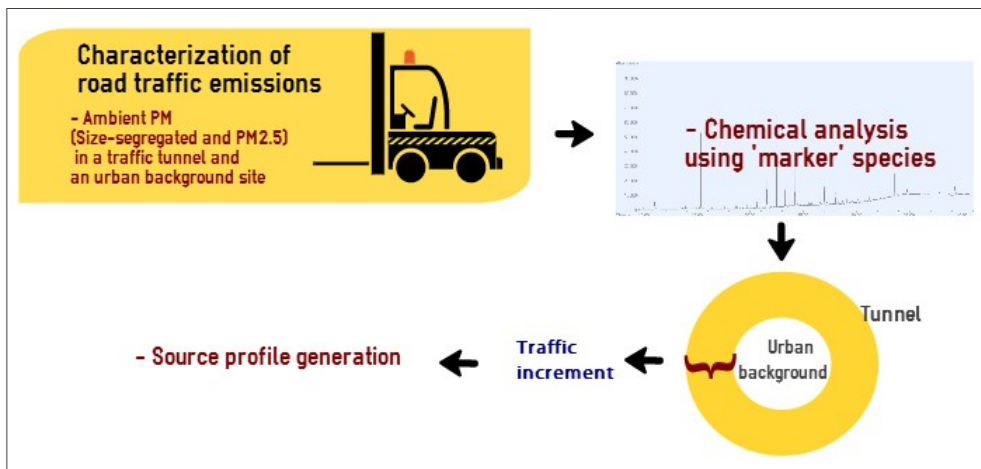 Characterization of
road traffic emissions
- Ambient PM
(Size-segregated and PM2.5)
in a traffic tunnel and
an urban background site
- Chemical analysis
using 'marker' species
Tunnel
Urban
background
Traffic
increment
- Source profile generation